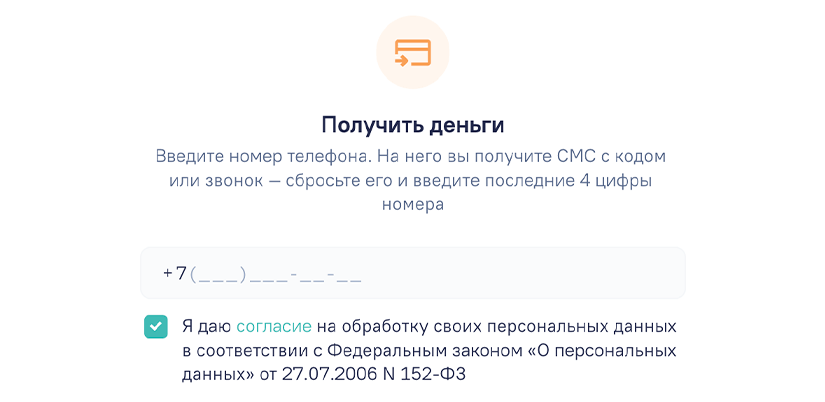 Получить деньги
Введите номер телефона. На него вы получите СМС с кодом
или звонок — сбросьте его и введите последние 4 цифры
номера
+7(___)___-__-__
Я даю согласие на обработку своих персональных данных
в соответствии с Федеральным законом «О персональных
данных» от 27.07.2006 N 152-ФЗ